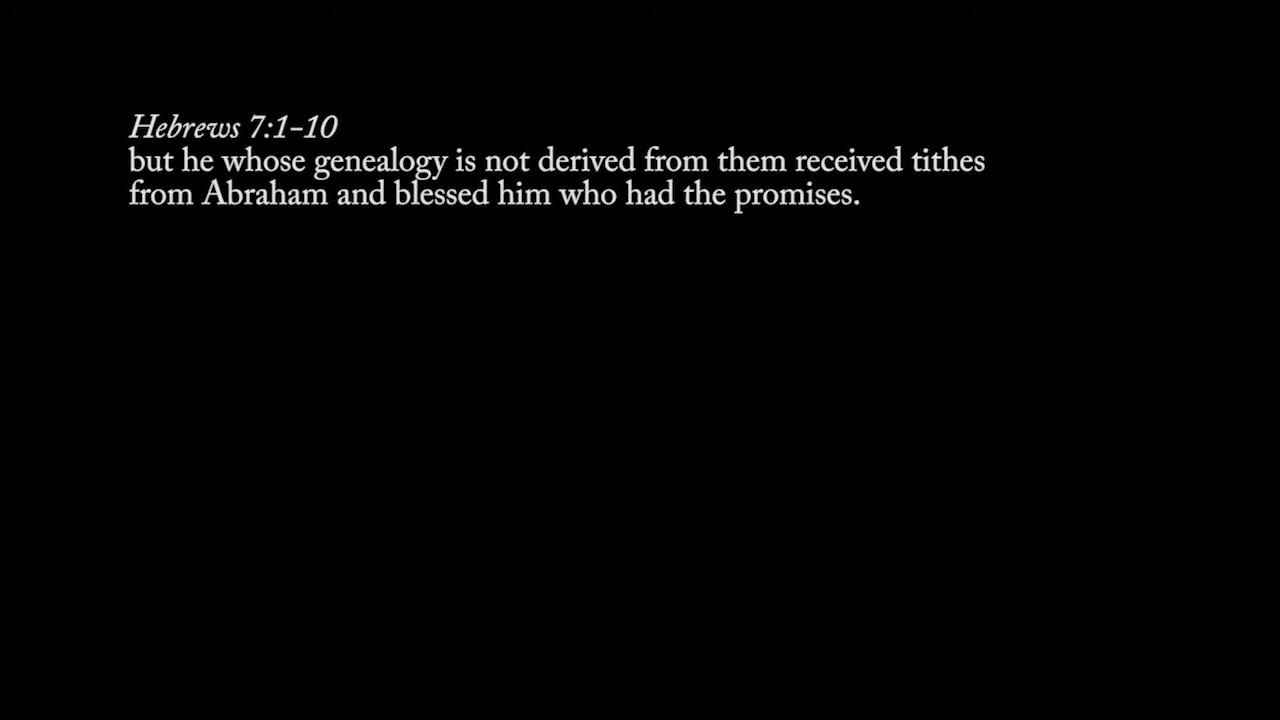 Hebrews 7:1-10
but he whose genealogy is not derived from them received tithes
from Abraham and blessed him who had the promises.